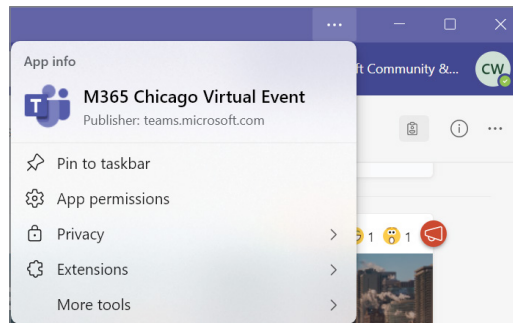 App info
T
M365 Chicago Virtual Event
Publisher: teams.microsoft.com
Pin to taskbar
App permissions
Privacy
Extensions
More tools
ft Community &...
CW
1
1